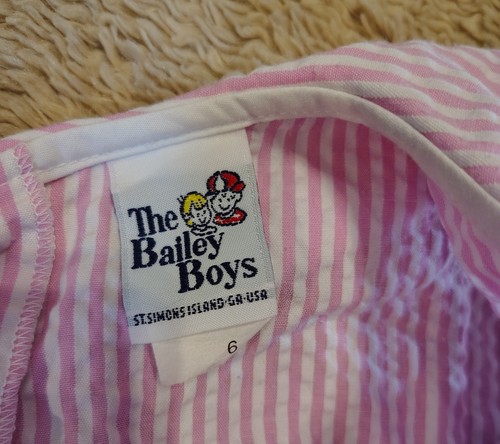 The
Bailey
Boys
ST. SIMONS ISLAND·GA·USA
6